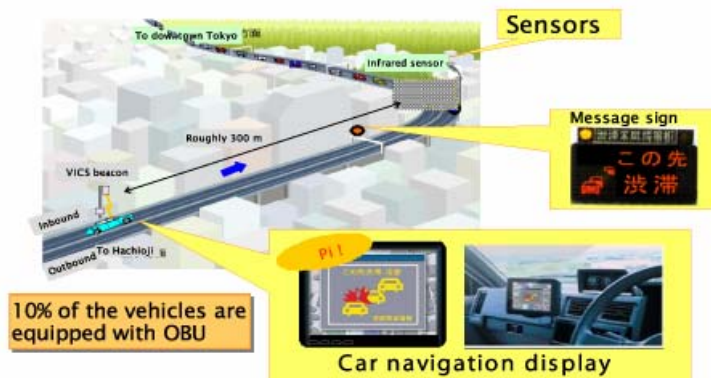 Sensors
To downtown Tokyo
Infrared sensor
Message sign
この先
渋滞
Roughly 300 m
VICS beacon
Inbound
To Hachioji
Outbound
Pi !
10% of the vehicles are
equipped with OBU
Car navigation display